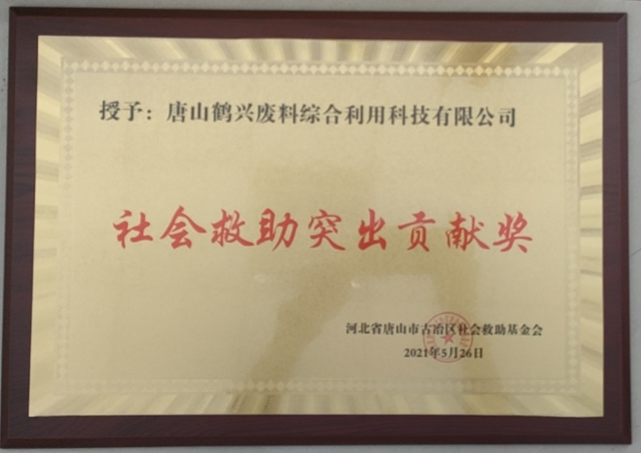 授予：唐山鹤兴废料综合利用科技有限公司
社会救助突出贡献奖
河北省唐山市古冶区社会救助基金会
2021年5月26日